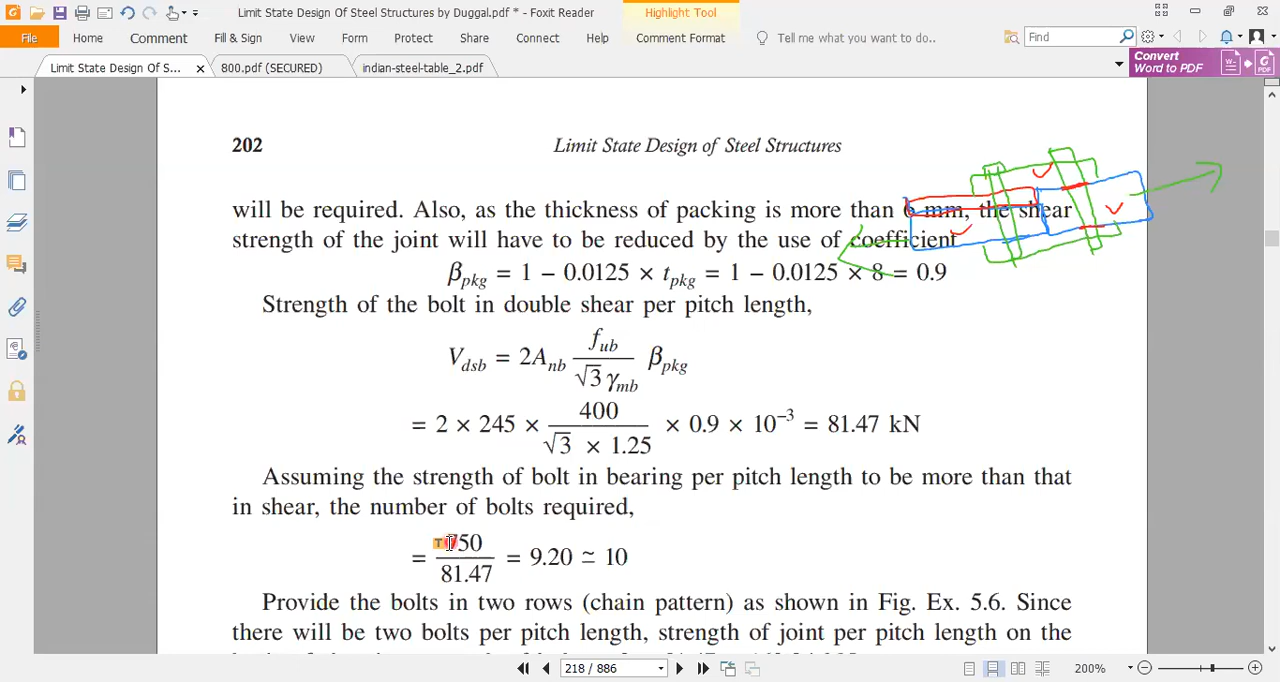 Limit State Design Of Steel Structures by Duggal.pdf * - Foxit Reader
Highlight Tool
File Home Comment Fill & Sign View Form Protect Share Connect Help Comment Format Tell me what you want to do.. Find
Limit State Design Of S... 800.pdf (SECURED) indian-steel-table_2.pdf
Convert
Word to PDF
202 Limit State Design of Steel Structures
will be required. Also, as the thickness of packing is more than 6 mm, the shear
strength of the joint will have to be reduced by the use of coefficient
βpkg = 1 − 0.0125 × tpkg = 1 − 0.0125 × 8 = 0.9
Strength of the bolt in double shear per pitch length,
Vdsb = 2Anb fub/√3 γmb βpkg
= 2 × 245 × 400/√3 × 1.25 × 0.9 × 10⁻³ = 81.47 kN
Assuming the strength of bolt in bearing per pitch length to be more than that
in shear, the number of bolts required,
= 750/81.47 = 9.20 ≃ 10
Provide the bolts in two rows (chain pattern) as shown in Fig. Ex. 5.6. Since
there will be two bolts per pitch length, strength of joint per pitch length on the
218 / 886 200%